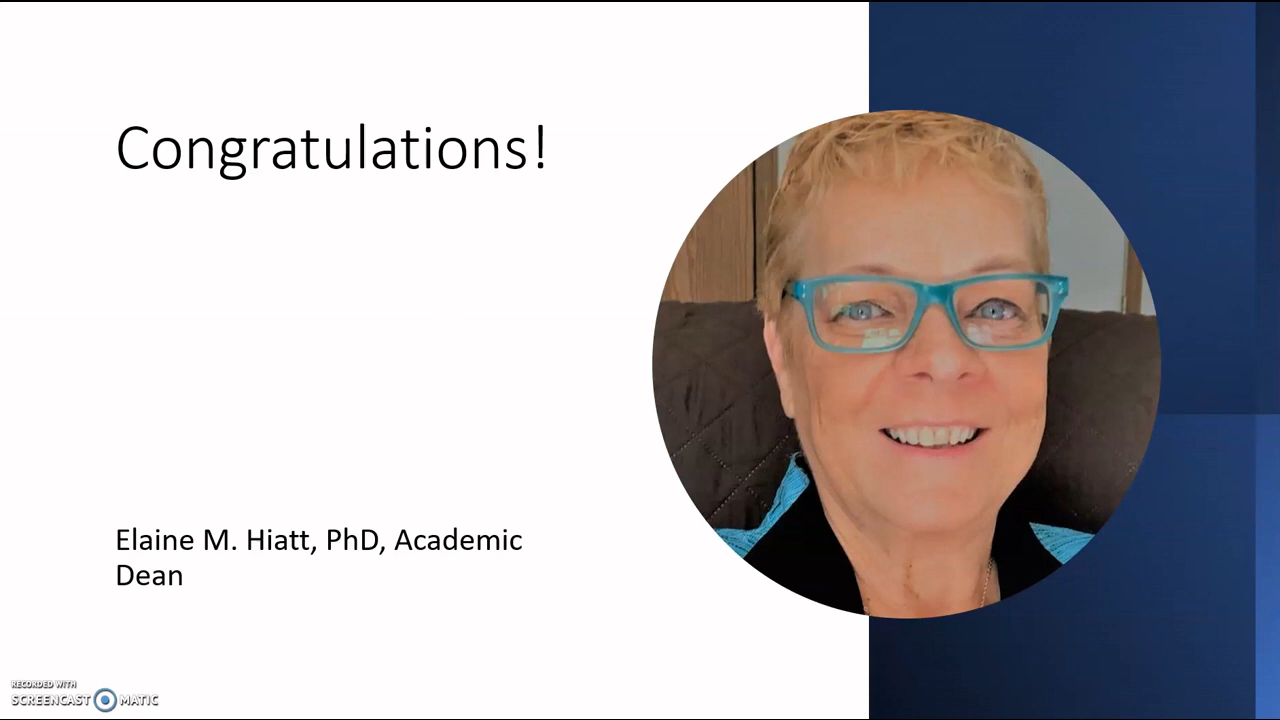 Congratulations!
Elaine M. Hiatt, PhD, Academic
Dean
RECORDED WITH
SCREENCAST MATIC